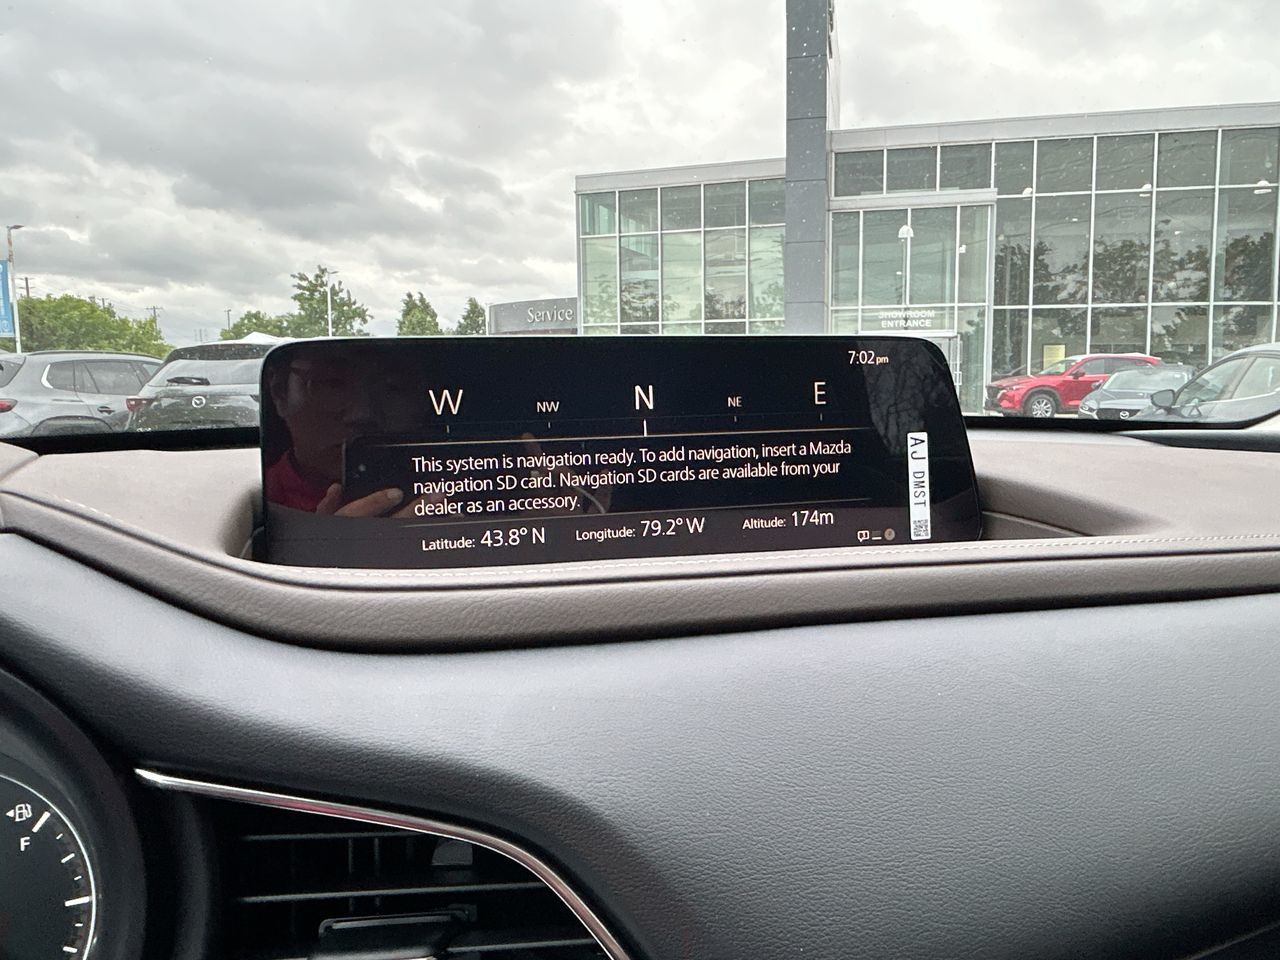 Service
SHOWROOM
ENTRANCE
7:02pm
W NW N NE E
This system is navigation ready. To add navigation, insert a Mazda
navigation SD card. Navigation SD cards are available from your
dealer as an accessory.
Latitude: 43.8° N Longitude: 79.2° W Altitude: 174m
AJ DMST
F